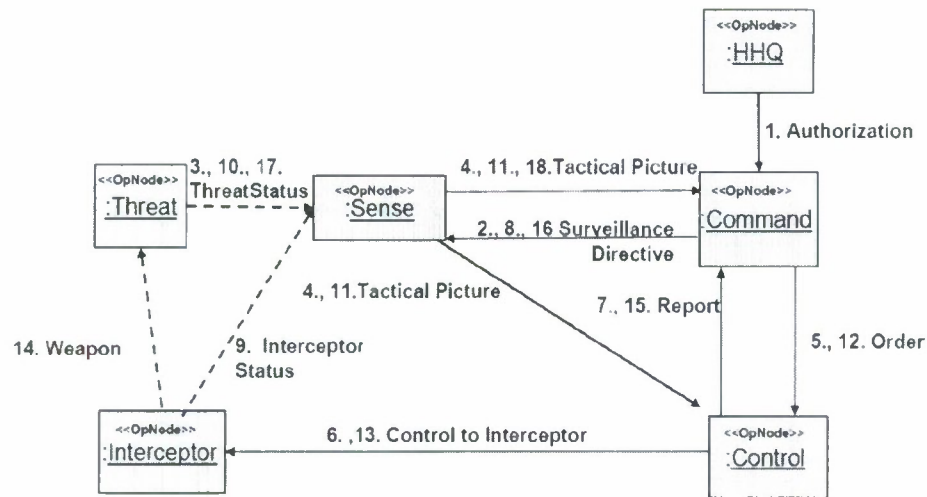 <<OpNode>>
:HHQ
1. Authorization
<<OpNode>>
:Threat
3., 10., 17.
ThreatStatus
<<OpNode>>
:Sense
4., 11., 18.Tactical Picture
<<OpNode>>
:Command
2., 8., 16 Surveillance
Directive
4., 11.Tactical Picture
7., 15. Report
14. Weapon
9. Interceptor
Status
5., 12. Order
<<OpNode>>
:Interceptor
6. ,13. Control to Interceptor
<<OpNode>>
:Control